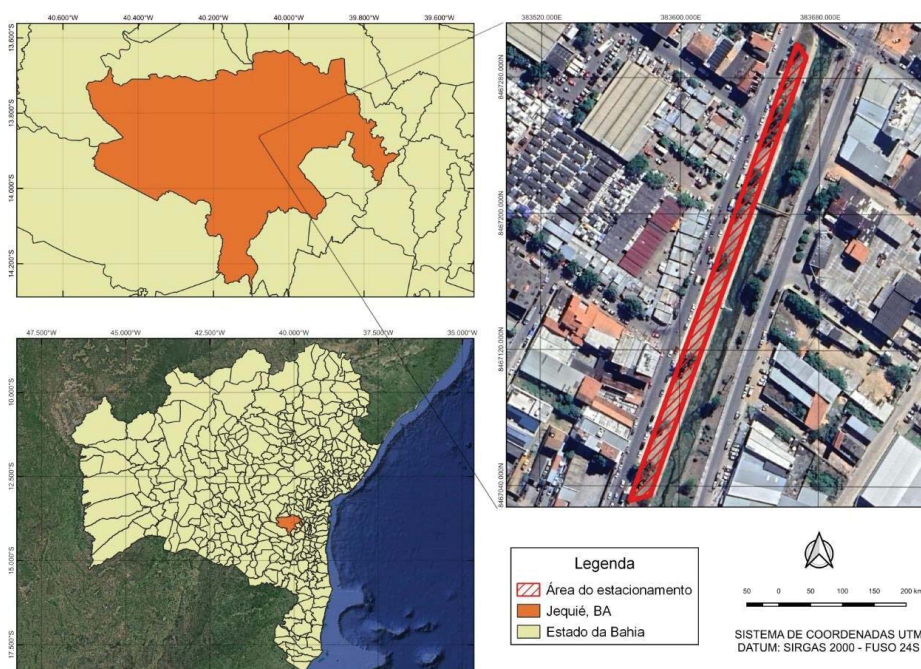 40.600°W 40.400°W 40.200°W 40.000°W 39.800°W 39.600°W
13.600°S
13.800°S
14.000°S
14.200°S
383520.000E 383600.000E 383680.000E
8467280.000N
8467200.000N
8467120.000N
8467040.000N
47.500°W 45.000°W 42.500°W 40.000°W 37.500°W 35.000°W
10.000°S
12.500°S
15.000°S
17.500°S
Legenda
Área do estacionamento
Jequié, BA
Estado da Bahia
50 0 50 100 150 200 km
SISTEMA DE COORDENADAS UTM
DATUM: SIRGAS 2000 - FUSO 24S